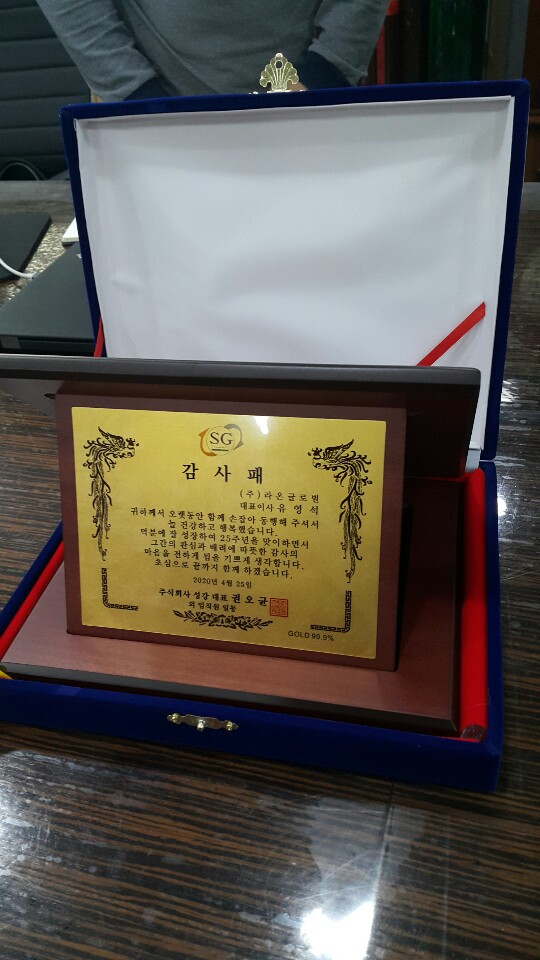 SG
감 사 패
(주)라온글로벌
대표이사 유 영 석
귀하께서 오랫동안 함께 손잡아 동행해 주셔서
늘 건강하고 행복했습니다.
덕분에 잘 성장하여 25주년을 맞이하면서
그간의 관심과 배려에 따뜻한 감사의
마음을 전하게 됨을 기쁘게 생각합니다.
초심으로 끝까지 함께 하겠습니다.
2020년 4월 25일
주식회사 성강 대표 권 오 균
외 임직원 일동
GOLD 99.9%